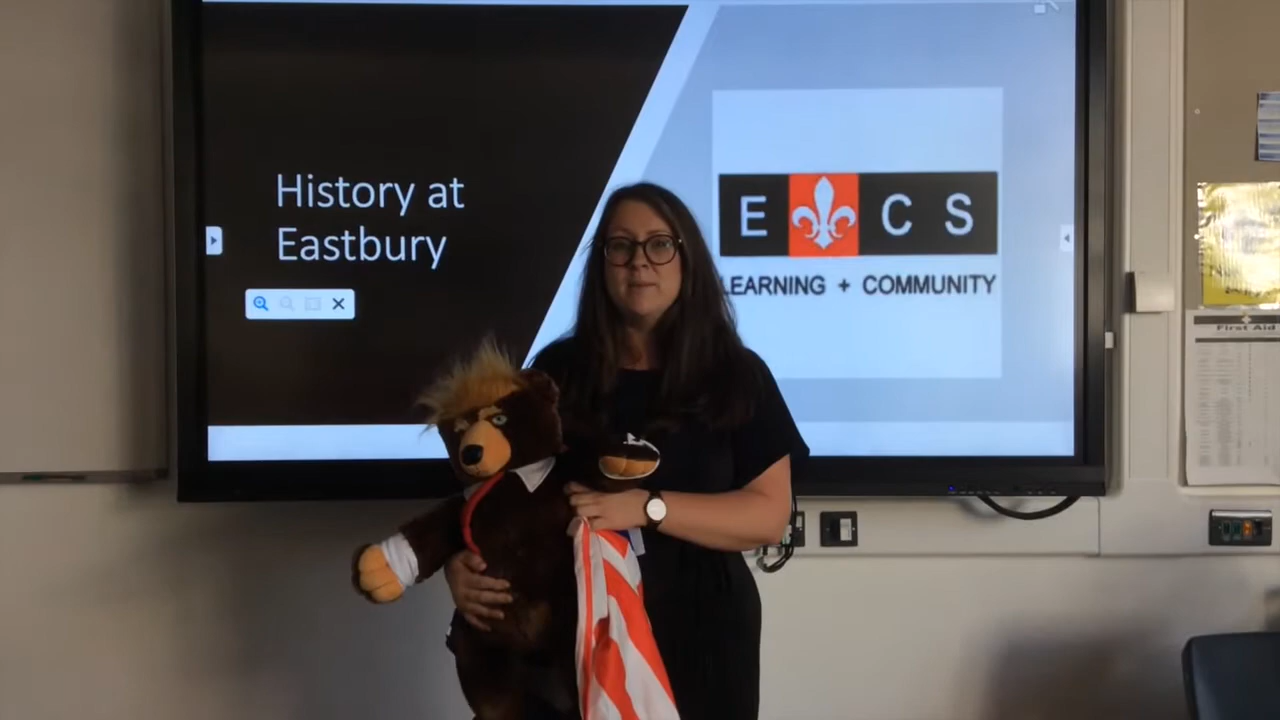 History at
Eastbury
E C S
LEARNING + COMMUNITY
First Aid